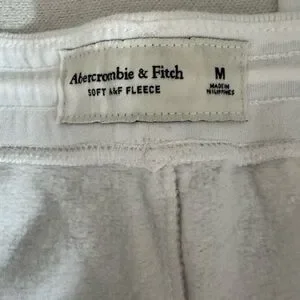 Abercrombie & Fitch
SOFT A&F FLEECE
M
MADE IN
PHILIPPINES